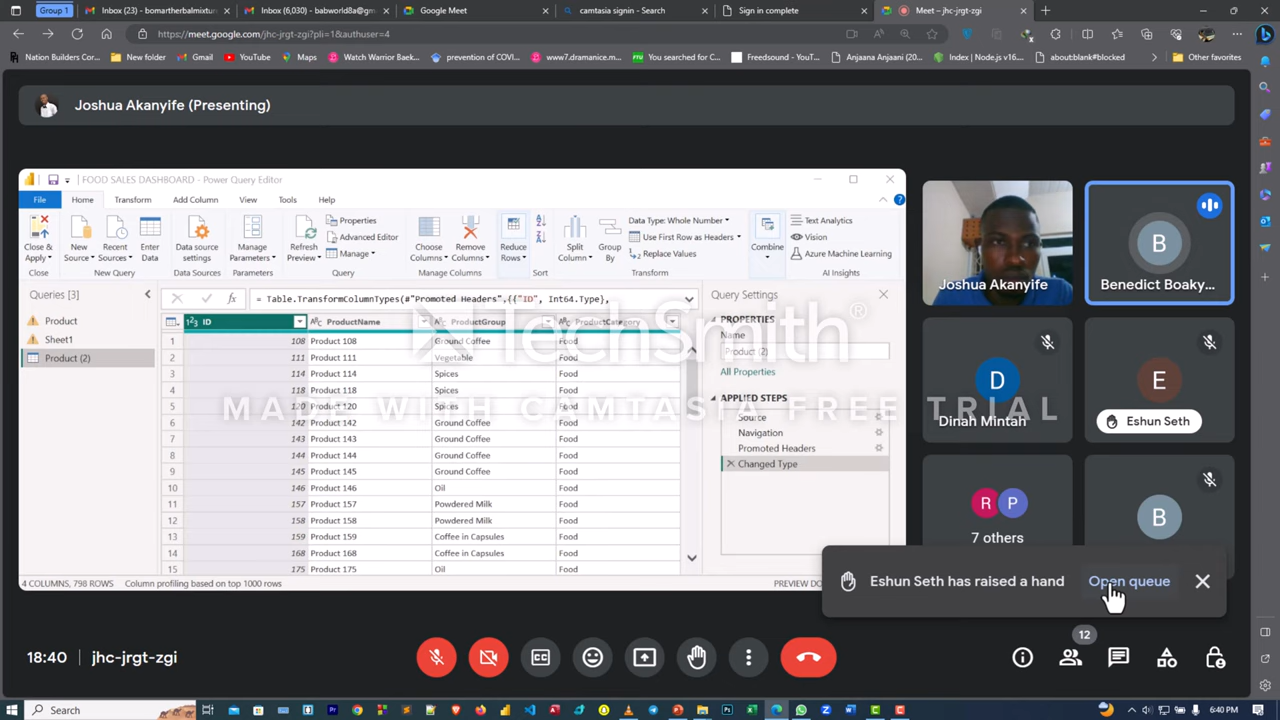 Group 1
Inbox (23) - bomartherbalmixtur
Inbox (6,030) - babworld8a@gm
Google Meet
camtasia signin - Search
Sign in complete
Meet – jhc-jrgt-zgi
https://meet.google.com/jhc-jrgt-zgi?pli=1&authuser=4
Nation Builders Cor...
New folder
Gmail
YouTube
Maps
Watch Warrior Baek...
prevention of COVI...
www7.dramanice.m...
You searched for C...
Freedsound - YouT...
Anjaana Anjaani (20...
Index | Node.js v16....
about:blank#blocked
Other favorites
Joshua Akanyife (Presenting)
FOOD SALES DASHBOARD - Power Query Editor
File Home Transform Add Column View Tools Help
Close & Apply
New Source
Recent Sources
Enter Data
Data source settings
Manage Parameters
Refresh Preview
Properties
Advanced Editor
Manage
Choose Columns
Remove Columns
Reduce Rows
Split Column
Group By
Data Type: Whole Number
Use First Row as Headers
Replace Values
Combine
Text Analytics
Vision
Azure Machine Learning
Close
New Query
Data Sources
Parameters
Query
Manage Columns
Sort
Transform
AI Insights
Queries [3]
Product
Sheet1
Product (2)
= Table.TransformColumnTypes(#"Promoted Headers",{{"ID", Int64.Type},
ID ProductName ProductGroup ProductCategory
1 108 Product 108 Ground Coffee Food
2 111 Product 111 Vegetable Food
3 114 Product 114 Spices Food
4 118 Product 118 Spices Food
5 120 Product 120 Spices Food
6 142 Product 142 Ground Coffee Food
7 143 Product 143 Ground Coffee Food
8 144 Product 144 Ground Coffee Food
9 145 Product 145 Ground Coffee Food
10 146 Product 146 Oil Food
11 157 Product 157 Powdered Milk Food
12 158 Product 158 Powdered Milk Food
13 159 Product 159 Coffee in Capsules Food
14 168 Product 168 Coffee in Capsules Food
15 175 Product 175 Oil Food
4 COLUMNS, 798 ROWS
Column profiling based on top 1000 rows
PREVIEW DO
Query Settings
PROPERTIES
Name
Product (2)
All Properties
APPLIED STEPS
Source
Navigation
Promoted Headers
Changed Type
TechSmith®
MADE WITH CAMTASIA FREE TRIAL
Joshua Akanyife
B
Benedict Boaky...
D
Dinah Mintah
E
Eshun Seth
R P
7 others
B
Eshun Seth has raised a hand
Open queue
18:40
jhc-jrgt-zgi
12
Search
6:40 PM